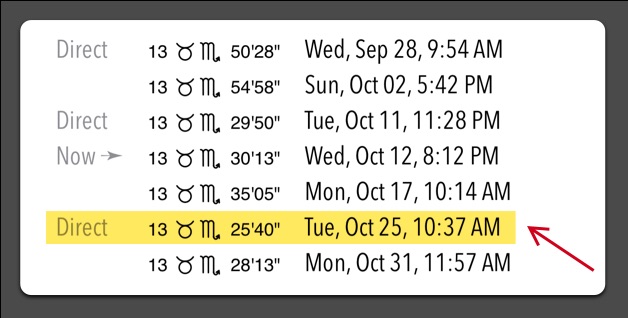 Direct 13 ♉ ♏ 50'28" Wed, Sep 28, 9:54 AM
13 ♉ ♏ 54'58" Sun, Oct 02, 5:42 PM
Direct 13 ♉ ♏ 29'50" Tue, Oct 11, 11:28 PM
Now ➛ 13 ♉ ♏ 30'13" Wed, Oct 12, 8:12 PM
13 ♉ ♏ 35'05" Mon, Oct 17, 10:14 AM
Direct 13 ♉ ♏ 25'40" Tue, Oct 25, 10:37 AM
13 ♉ ♏ 28'13" Mon, Oct 31, 11:57 AM